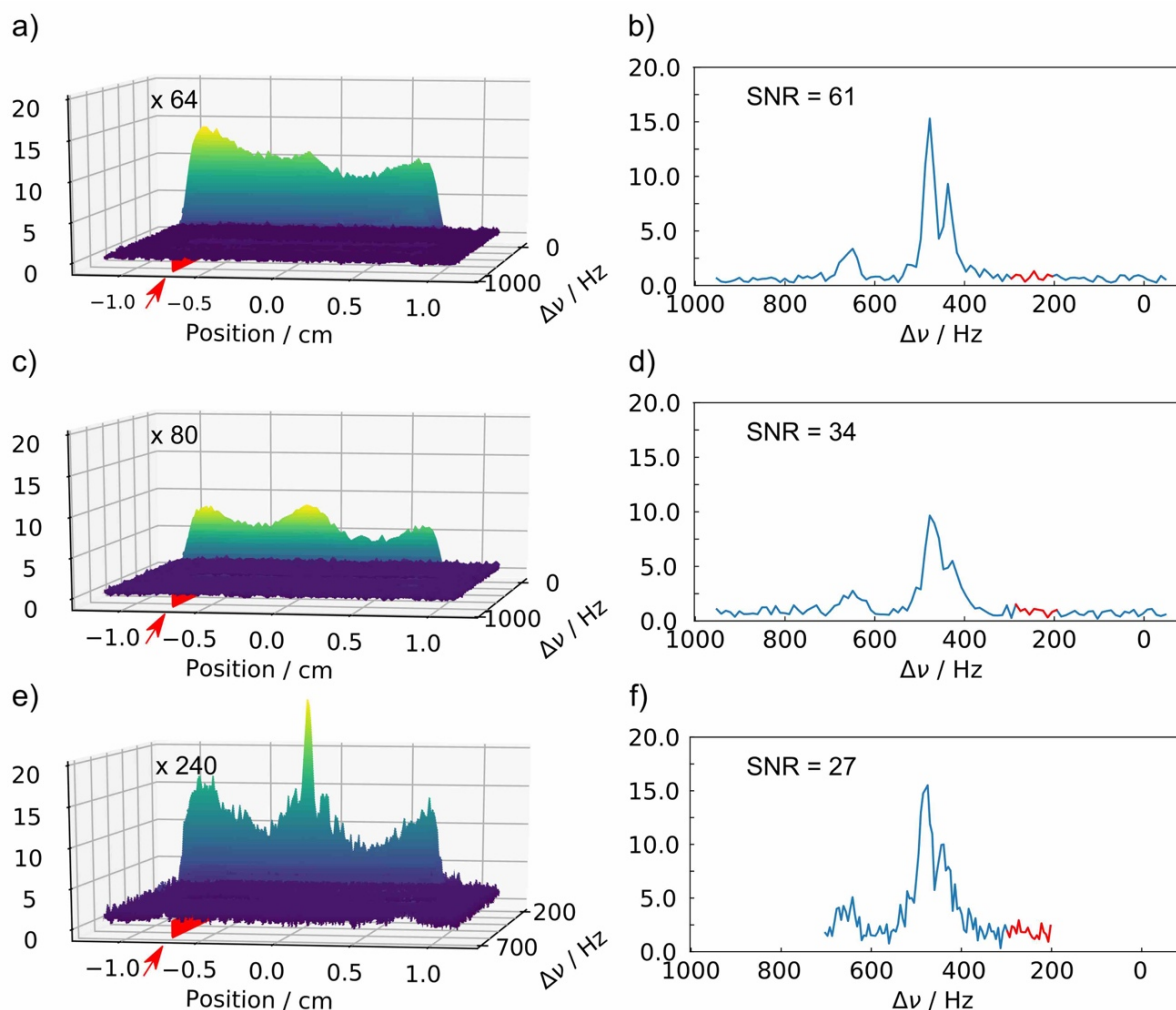 a)
x 64
20
15
10
5
0
−1.0 −0.5 0.0 0.5 1.0
Position / cm
0
1000
Δν / Hz
b)
SNR = 61
20.0
15.0
10.0
5.0
0.0
1000 800 600 400 200 0
Δν / Hz
c)
x 80
20
15
10
5
0
−1.0 −0.5 0.0 0.5 1.0
Position / cm
0
1000
Δν / Hz
d)
SNR = 34
20.0
15.0
10.0
5.0
0.0
1000 800 600 400 200 0
Δν / Hz
e)
x 240
20
15
10
5
0
−1.0 −0.5 0.0 0.5 1.0
Position / cm
200
700
Δν / Hz
f)
SNR = 27
20.0
15.0
10.0
5.0
0.0
1000 800 600 400 200 0
Δν / Hz